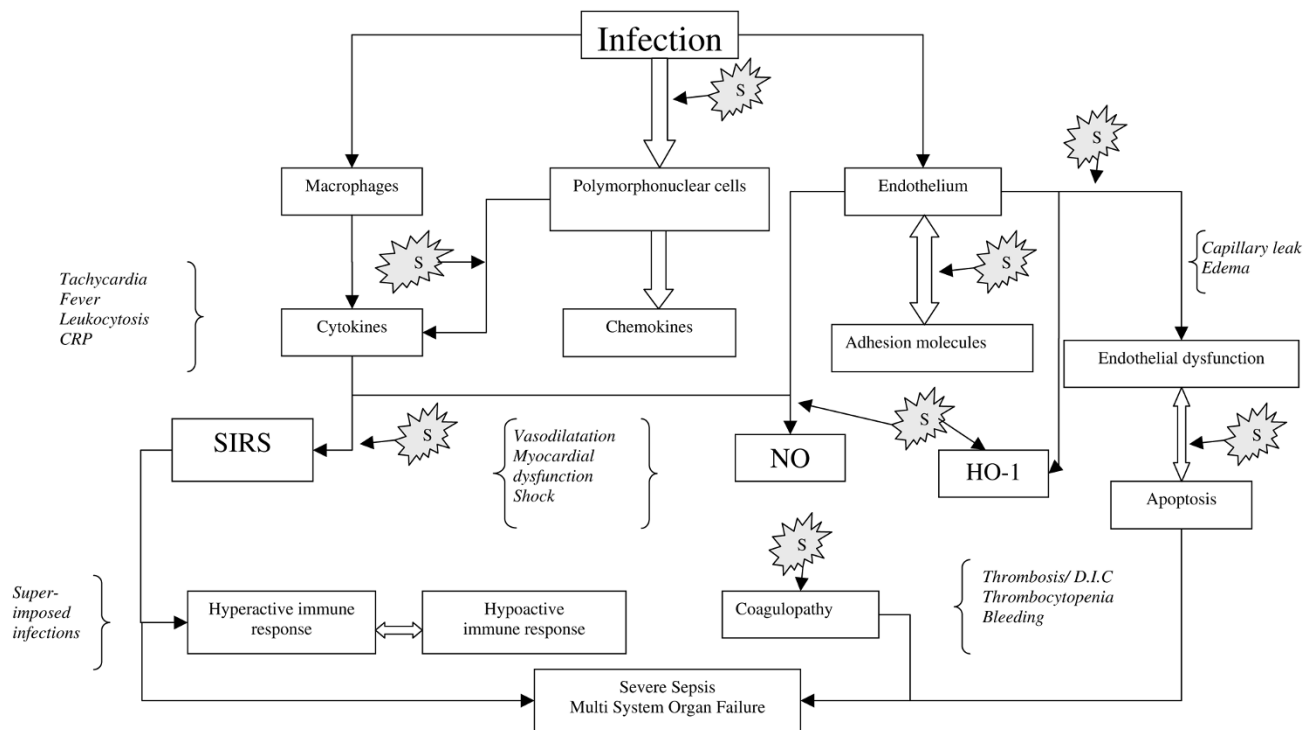 Infection
S
S
Macrophages
Polymorphonuclear cells
Endothelium
S
S
Capillary leak
Edema
Tachycardia
Fever
Leukocytosis
CRP
Cytokines
Chemokines
Adhesion molecules
Endothelial dysfunction
SIRS
S
Vasodilatation
Myocardial
dysfunction
Shock
S
NO
HO-1
S
Apoptosis
S
Super-
imposed
infections
Hyperactive immune
response
Hypoactive
immune response
Coagulopathy
Thrombosis/ D.I.C
Thrombocytopenia
Bleeding
Severe Sepsis
Multi System Organ Failure